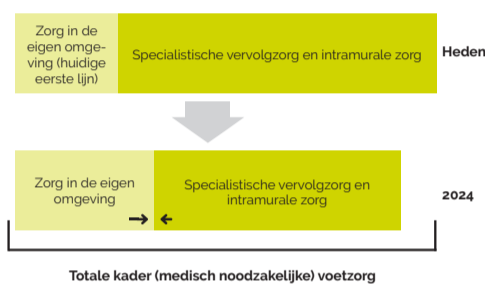 Zorg in de
eigen omge-
ving (huidige
eerste lijn)
Specialistische vervolgzorg en intramurale zorg
Heden
Zorg in de eigen
omgeving
Specialistische vervolgzorg en
intramurale zorg
2024
Totale kader (medisch noodzakelijke) voetzorg